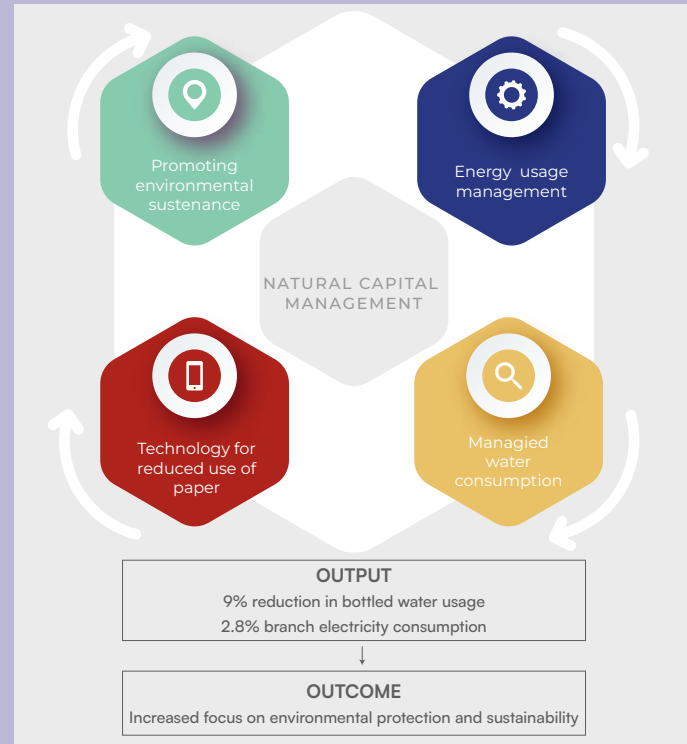 Promoting
environmental
sustenance
Energy usage
management
NATURAL CAPITAL
MANAGEMENT
Technology for
reduced use of
paper
Managied
water
consumption
OUTPUT
9% reduction in bottled water usage
2.8% branch electricity consumption
OUTCOME
Increased focus on environmental protection and sustainability